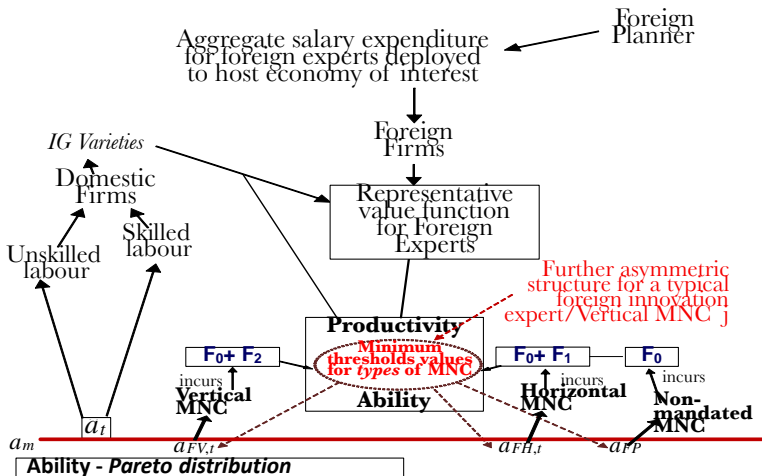 Foreign
Planner
Aggregate salary expenditure
for foreign experts deployed
to host economy of interest
Foreign
Firms
IG Varieties
Domestic
Firms
Representative
value function
for Foreign
Experts
Unskilled
labour
Skilled
labour
Further asymmetric
structure for a typical
foreign innovation
expert/Vertical MNC j
Productivity
Minimum
thresholds values
for types of MNC
Ability
F0+ F2
F0+ F1
F0
incurs
Vertical
MNC
incurs
Horizontal
MNC
incurs
Non-
mandated
MNC
at
am
aFV,t
aFH,t
aFP
Ability - Pareto distribution